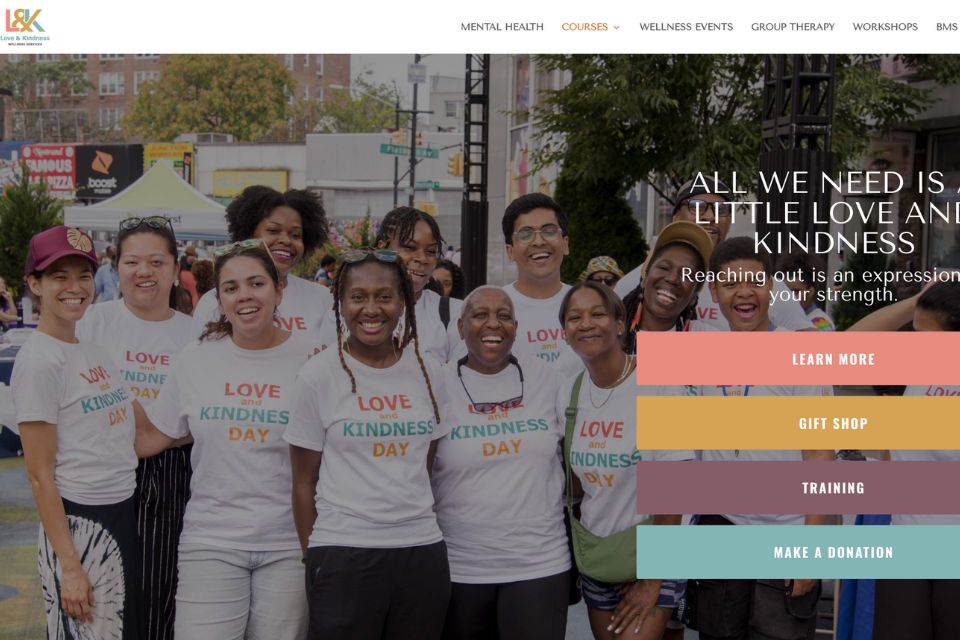 L&K
Love & Kindness
WELLNESS SERVICES
MENTAL HEALTH
COURSES
WELLNESS EVENTS
GROUP THERAPY
WORKSHOPS
BMS
FAMOUS
PIZZA
boost
mobile
Flatbush Av
ALL WE NEED IS A
LITTLE LOVE AND
KINDNESS
Reaching out is an expression
your strength.
LEARN MORE
GIFT SHOP
TRAINING
MAKE A DONATION
LOVE
and
KINDNESS
DAY
LOVE
and
KINDNESS
DAY
LOVE
and
KINDNESS
DAY
LOVE
and
KINDNESS
DAY
LOVE
and
KINDNESS
DAY
LOVE
and
KINDNESS
DAY